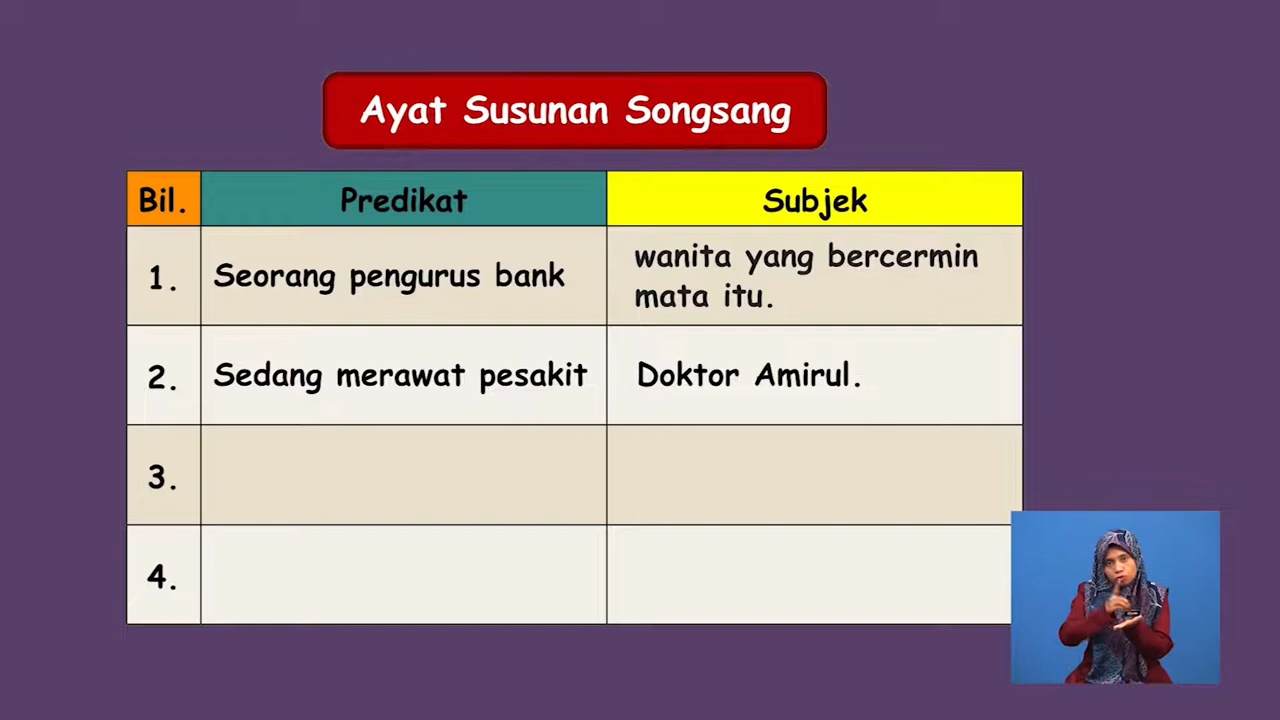 Ayat Susunan Songsang
Bil. Predikat Subjek
1. Seorang pengurus bank wanita yang bercermin
mata itu.
2. Sedang merawat pesakit Doktor Amirul.
3.
4.